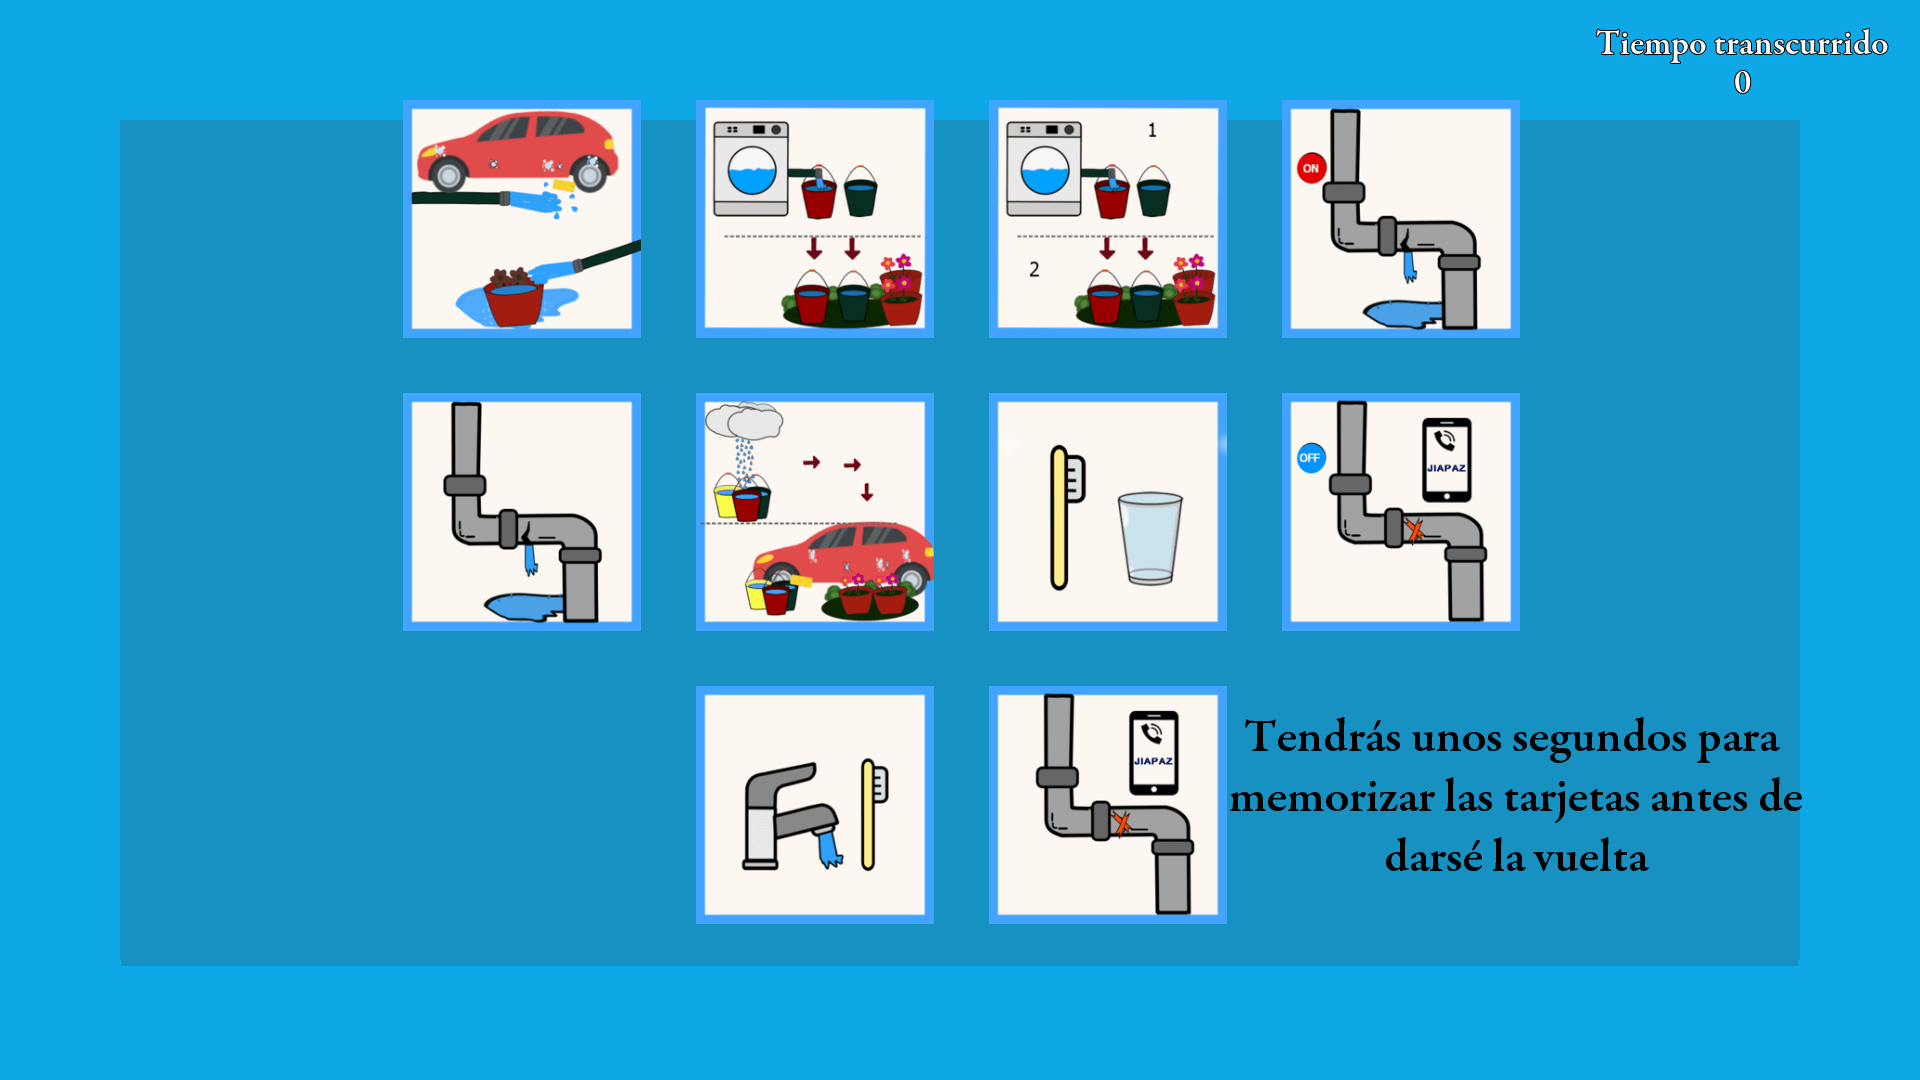 Tiempo transcurrido
0
1
2
ON
OFF
JIAPAZ
JIAPAZ
Tendrás unos segundos para
memorizar las tarjetas antes de
darsé la vuelta